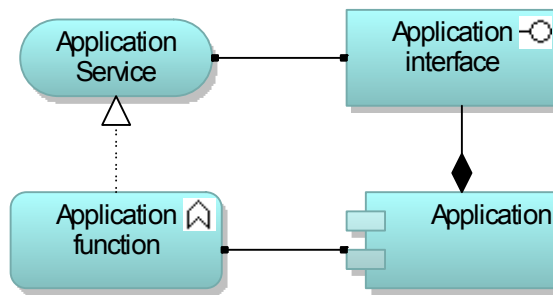 Application
Service
Application
interface
Application
function
Application